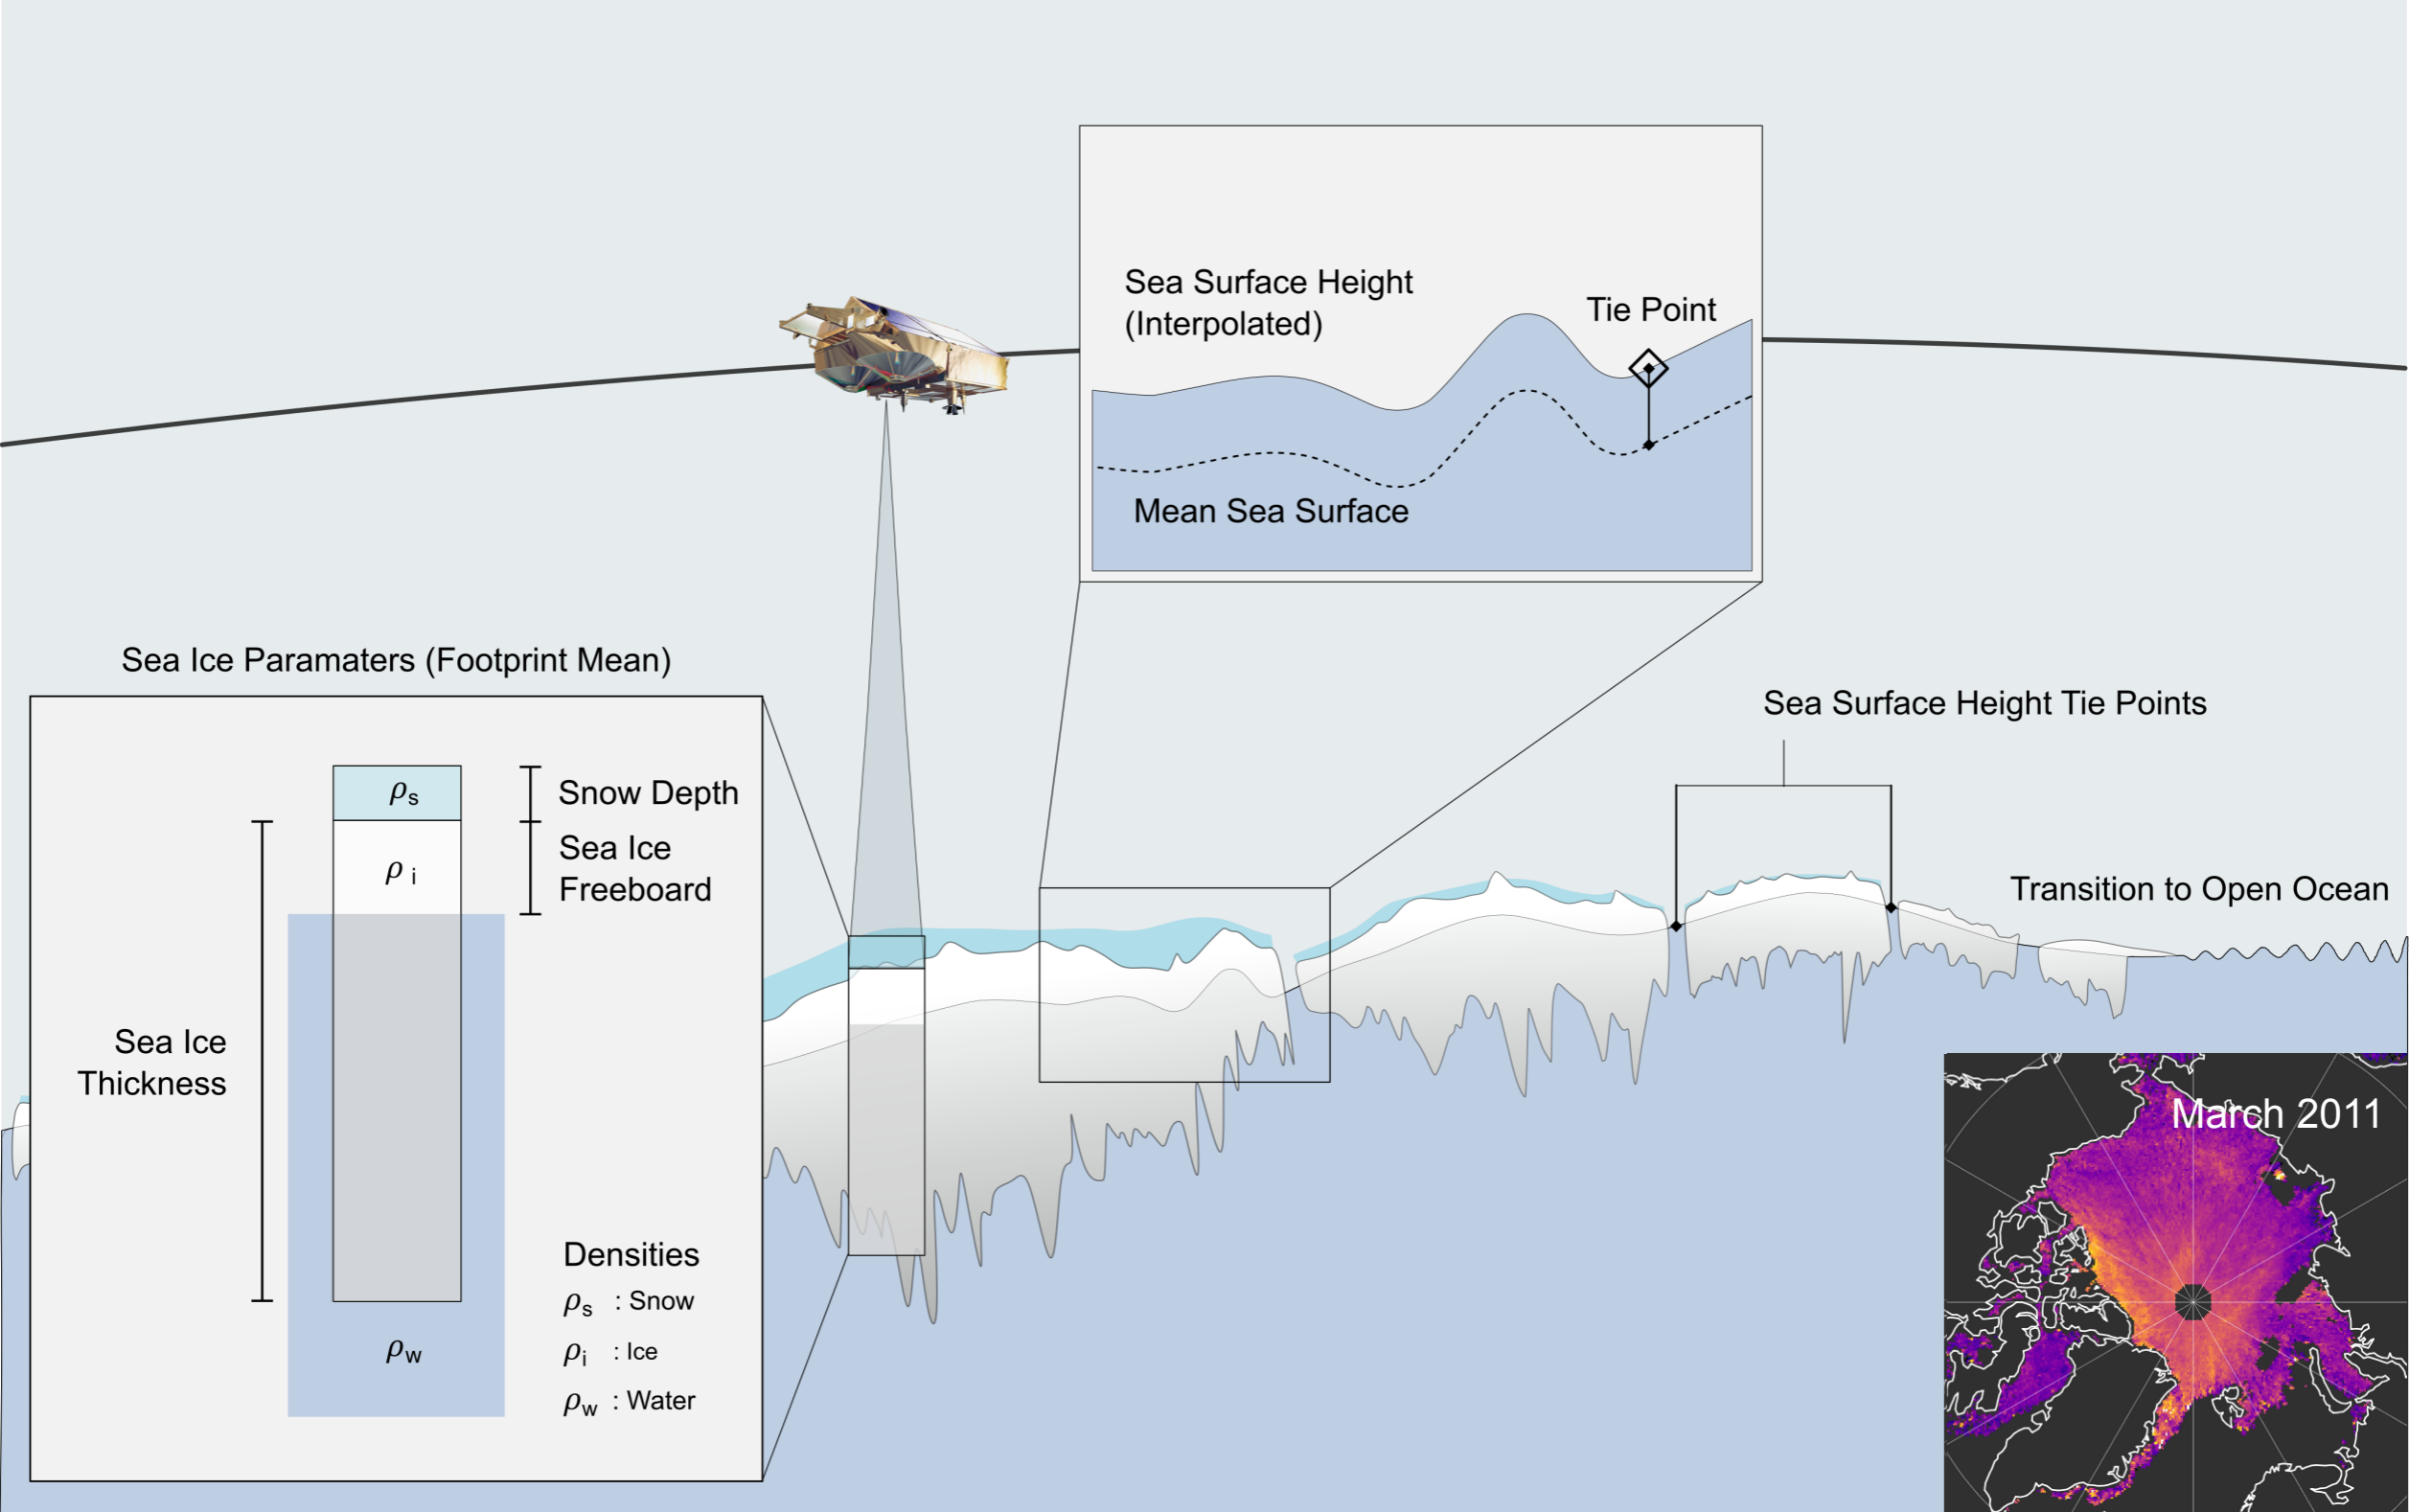 Sea Surface Height
(Interpolated)
Tie Point
Mean Sea Surface
Sea Ice Paramaters (Footprint Mean)
Sea Surface Height Tie Points
ρs
Snow Depth
ρi
Sea Ice
Freeboard
Transition to Open Ocean
Sea Ice
Thickness
March 2011
Densities
ρs : Snow
ρi : Ice
ρw
ρw : Water